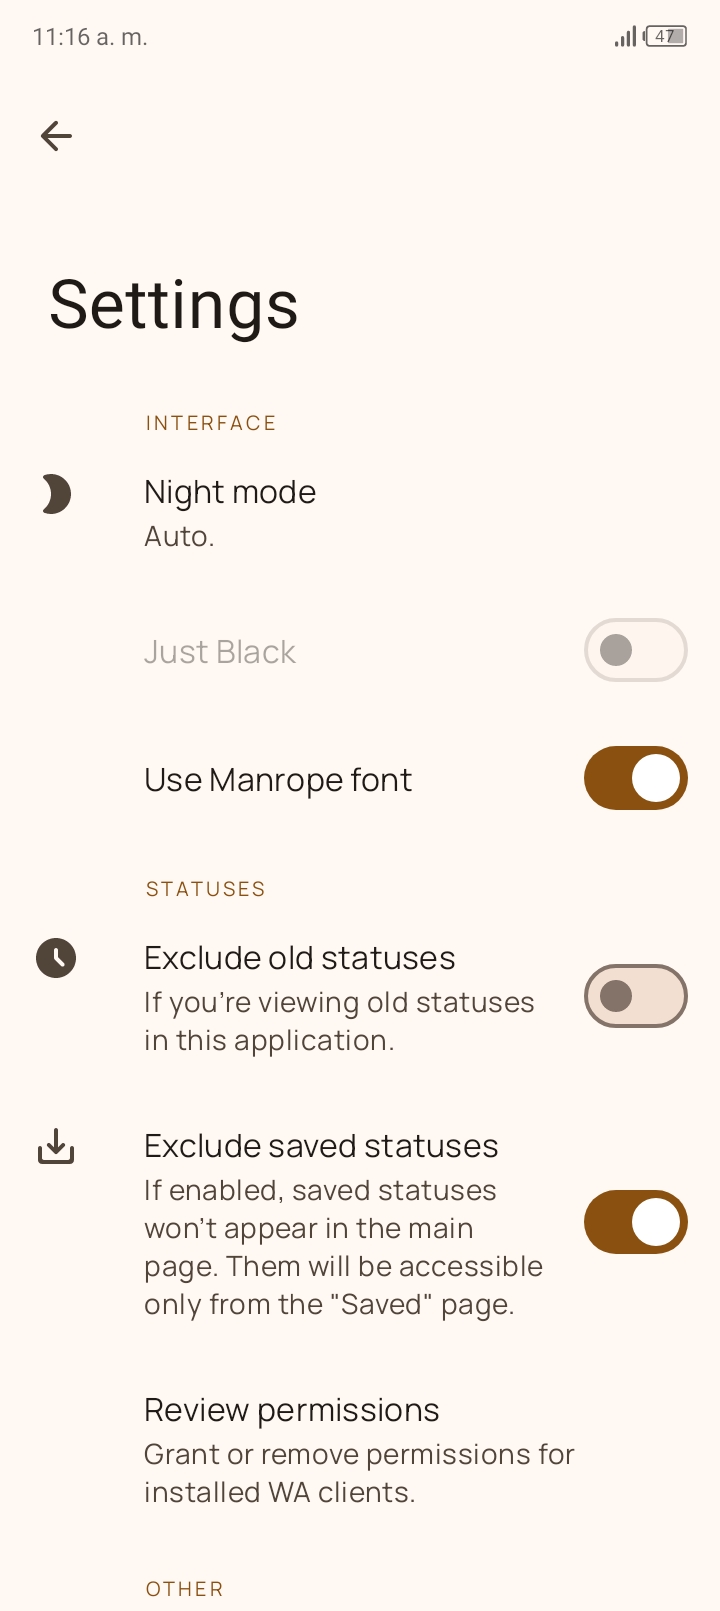 11:16 a. m.
47
Settings
INTERFACE
Night mode
Auto.
Just Black
Use Manrope font
STATUSES
Exclude old statuses
If you’re viewing old statuses
in this application.
Exclude saved statuses
If enabled, saved statuses
won’t appear in the main
page. Them will be accessible
only from the "Saved" page.
Review permissions
Grant or remove permissions for
installed WA clients.
OTHER